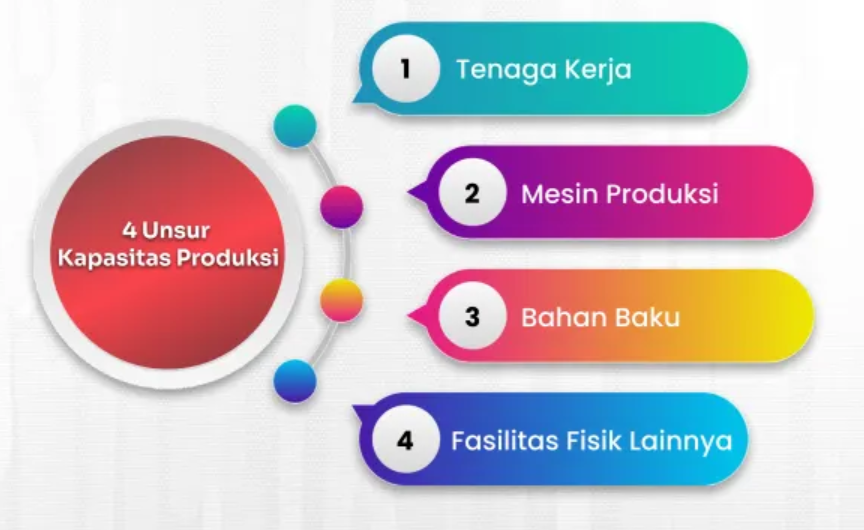 4 Unsur
Kapasitas Produksi
1 Tenaga Kerja
2 Mesin Produksi
3 Bahan Baku
4 Fasilitas Fisik Lainnya